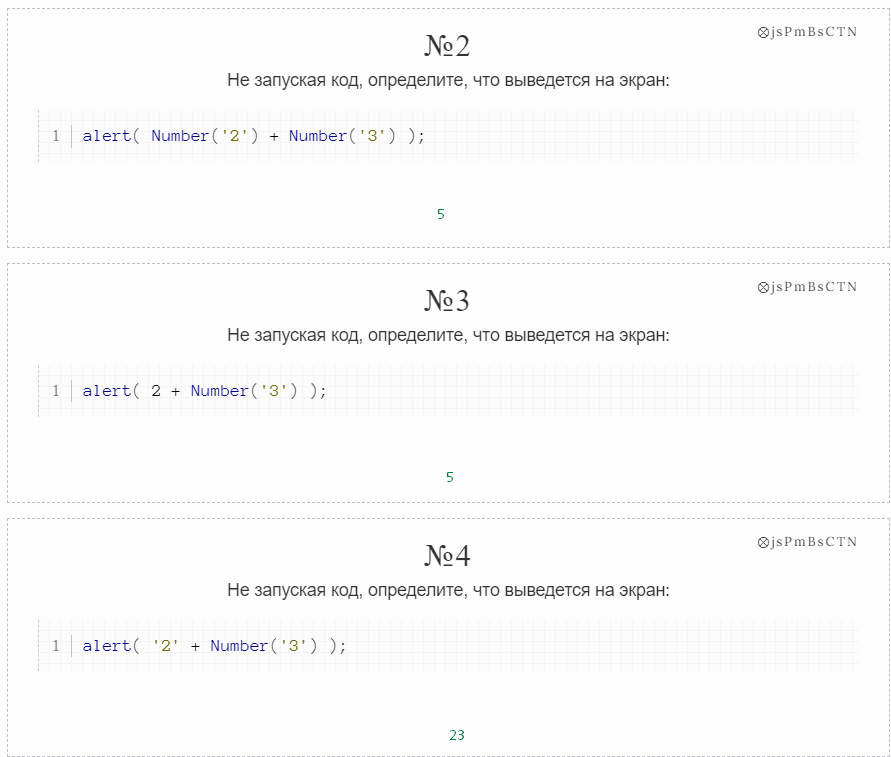 ⊗jsPmBsCTN
№2
Не запуская код, определите, что выведется на экран:
1 alert( Number('2') + Number('3') );
5
⊗jsPmBsCTN
№3
Не запуская код, определите, что выведется на экран:
1 alert( 2 + Number('3') );
5
⊗jsPmBsCTN
№4
Не запуская код, определите, что выведется на экран:
1 alert( '2' + Number('3') );
23